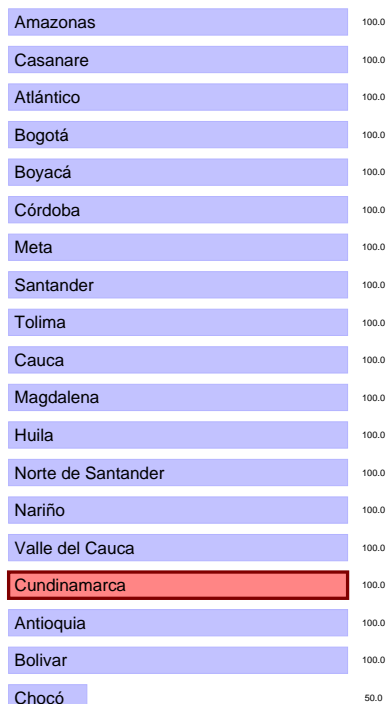 Amazonas 100.0
Casanare 100.0
Atlántico 100.0
Bogotá 100.0
Boyacá 100.0
Córdoba 100.0
Meta 100.0
Santander 100.0
Tolima 100.0
Cauca 100.0
Magdalena 100.0
Huila 100.0
Norte de Santander 100.0
Nariño 100.0
Valle del Cauca 100.0
Cundinamarca 100.0
Antioquia 100.0
Bolivar 100.0
Chocó 50.0